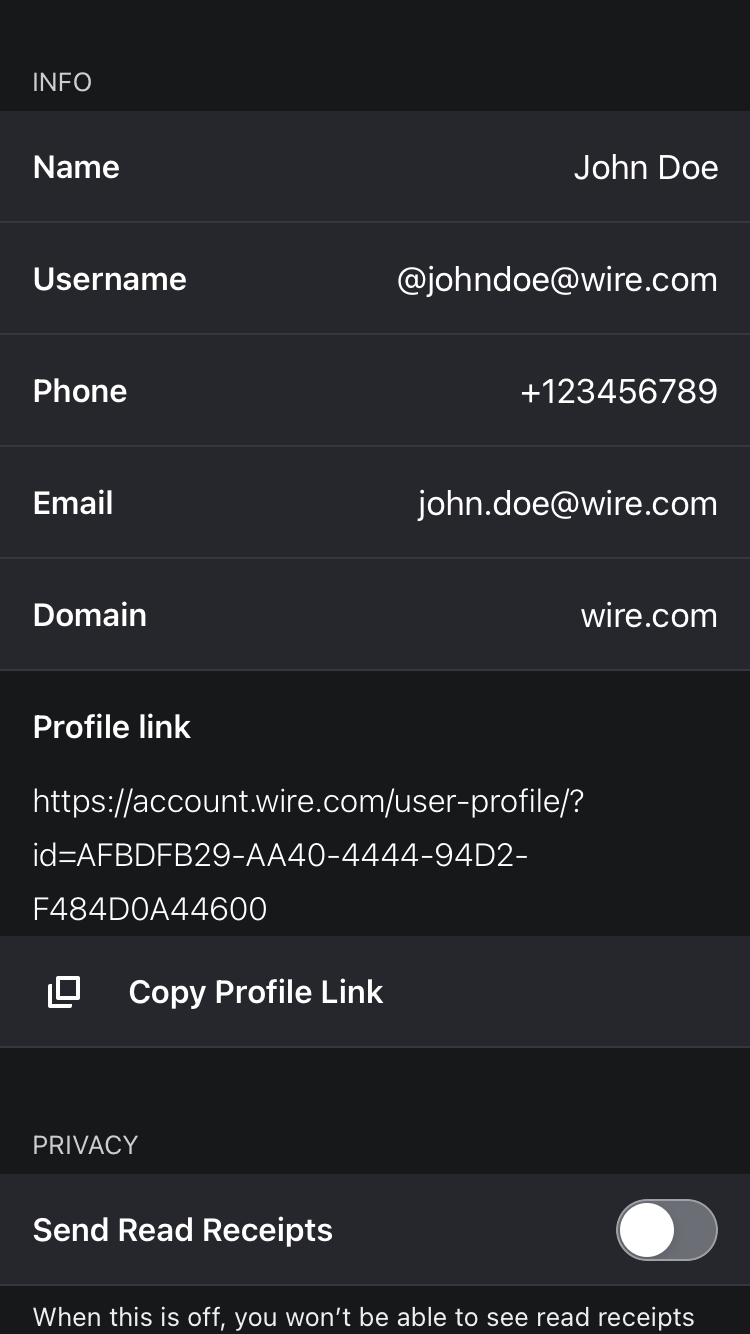 INFO
Name John Doe
Username @johndoe@wire.com
Phone +123456789
Email john.doe@wire.com
Domain wire.com
Profile link
https://account.wire.com/user-profile/?
id=AFBDFB29-AA40-4444-94D2-
F484D0A44600
Copy Profile Link
PRIVACY
Send Read Receipts
When this is off, you won’t be able to see read receipts